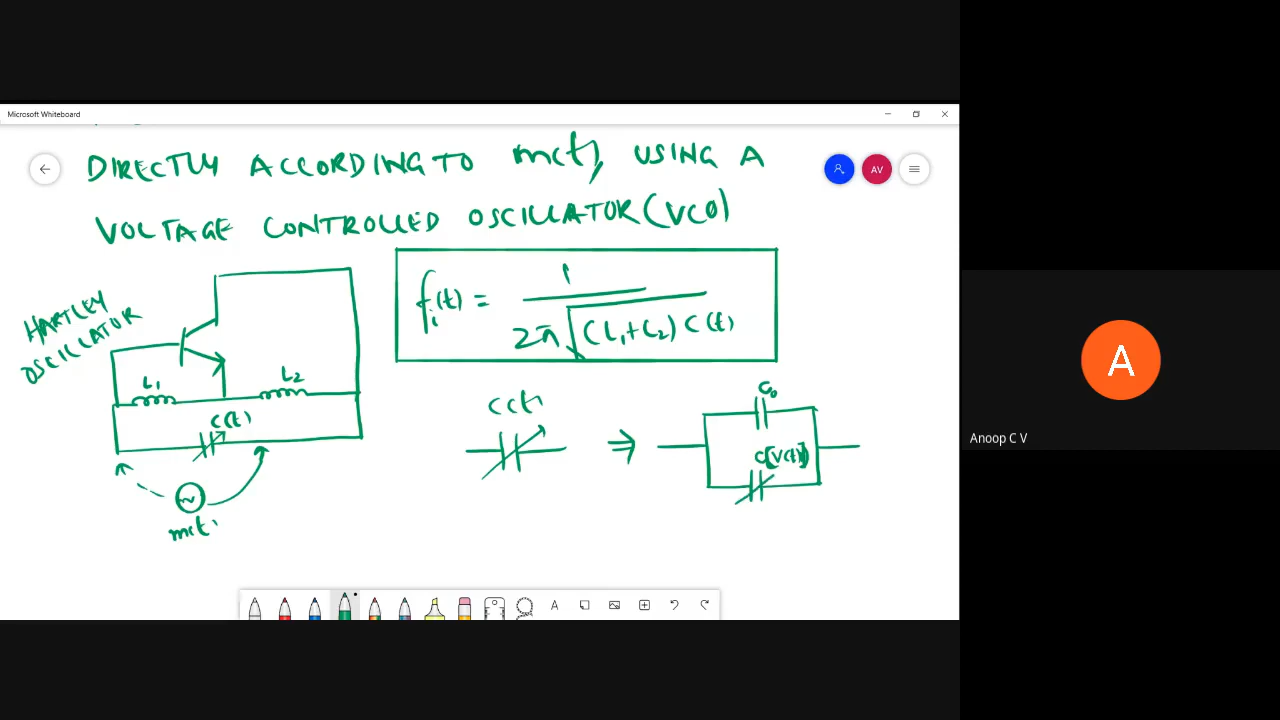 Microsoft Whiteboard
DIRECTLY ACCORDING TO m(t), USING A
VOLTAGE CONTROLLED OSCILLATOR (VCO)
AV
HARTLEY
OSCILLATOR
fi(t) = 1 / 2π√(L1+L2) C(t)
L1
L2
C(t)
m(t)
C(t)
⇒
C0
C[v(t)]
A
A
Anoop C V